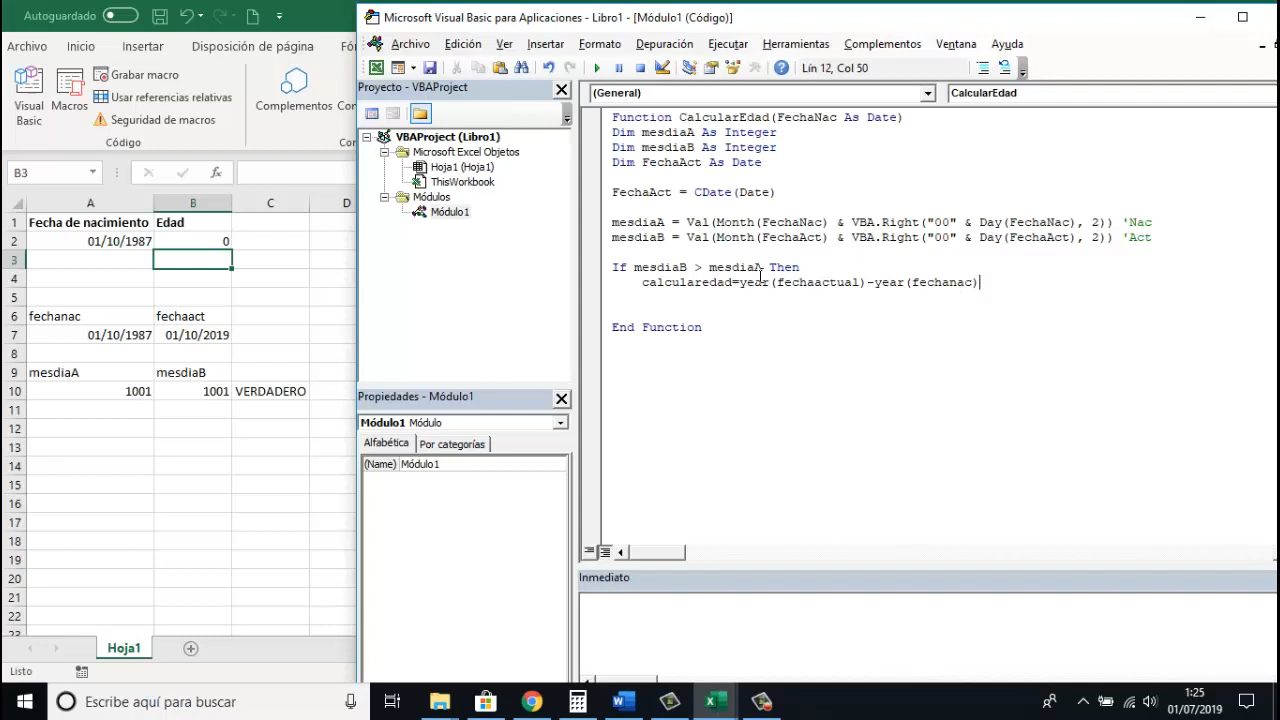 Autoguardado
Microsoft Visual Basic para Aplicaciones - Libro1 - [Módulo1 (Código)]
Archivo Inicio Insertar Disposición de página
Archivo Edición Ver Insertar Formato Depuración Ejecutar Herramientas Complementos Ventana Ayuda
Visual Basic
Macros
Grabar macro
Usar referencias relativas
Seguridad de macros
Complementos
Código
Lín 12, Col 50
Proyecto - VBAProject
VBAProject (Libro1)
Microsoft Excel Objetos
Hoja1 (Hoja1)
ThisWorkbook
Módulos
Módulo1
(General)
CalcularEdad
Function CalcularEdad(FechaNac As Date)
Dim mesdiaA As Integer
Dim mesdiaB As Integer
Dim FechaAct As Date
FechaAct = CDate(Date)
mesdiaA = Val(Month(FechaNac) & VBA.Right("00" & Day(FechaNac), 2)) 'Nac
mesdiaB = Val(Month(FechaAct) & VBA.Right("00" & Day(FechaAct), 2)) 'Act
If mesdiaB > mesdiaA Then
calcularedad=year(fechaactual)-year(fechanac)
End Function
B3
A B C D
1 Fecha de nacimiento Edad
2 01/10/1987 0
3
4
5
6 fechanac fechaact
7 01/10/1987 01/10/2019
8
9 mesdiaA mesdiaB
10 1001 1001 VERDADERO
11
12
13
14
15
16
17
18
19
20
21
22
23
Hoja1
Listo
Propiedades - Módulo1
Módulo1 Módulo
Alfabética Por categorías
(Name) Módulo1
Inmediato
Escribe aquí para buscar
1:25
01/07/2019